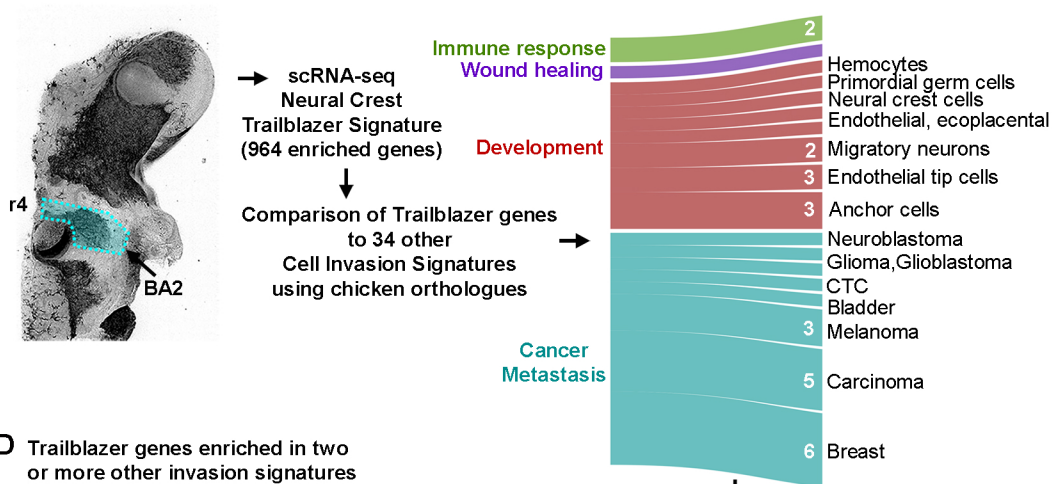 r4
BA2
scRNA-seq
Neural Crest
Trailblazer Signature
(964 enriched genes)
Comparison of Trailblazer genes
to 34 other
Cell Invasion Signatures
using chicken orthologues
Immune response
Wound healing
Development
Cancer
Metastasis
2
Hemocytes
Primordial germ cells
Neural crest cells
Endothelial, ecoplacental
2 Migratory neurons
3 Endothelial tip cells
3 Anchor cells
Neuroblastoma
Glioma,Glioblastoma
CTC
Bladder
3 Melanoma
5 Carcinoma
6 Breast
Trailblazer genes enriched in two
or more other invasion signatures